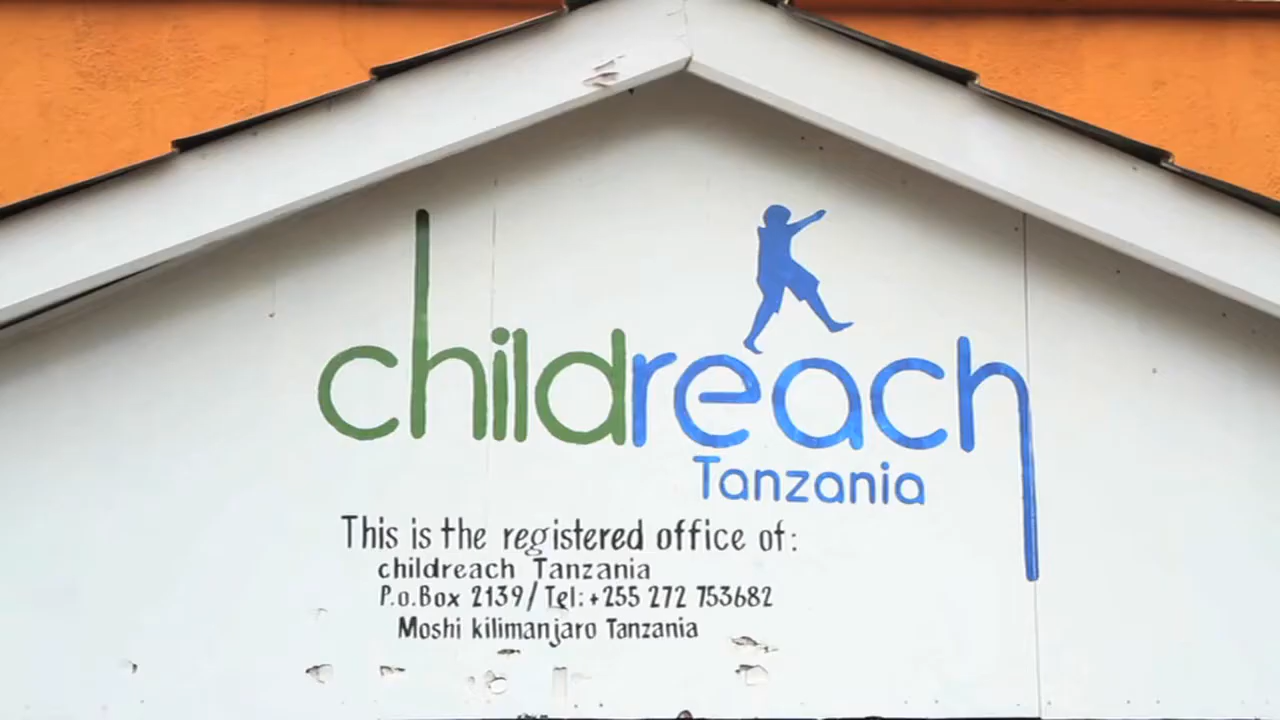 childreach
Tanzania
This is the registered office of:
childreach Tanzania
P.o.Box 2139/Tel:+255 272 753682
Moshi kilimanjaro Tanzania